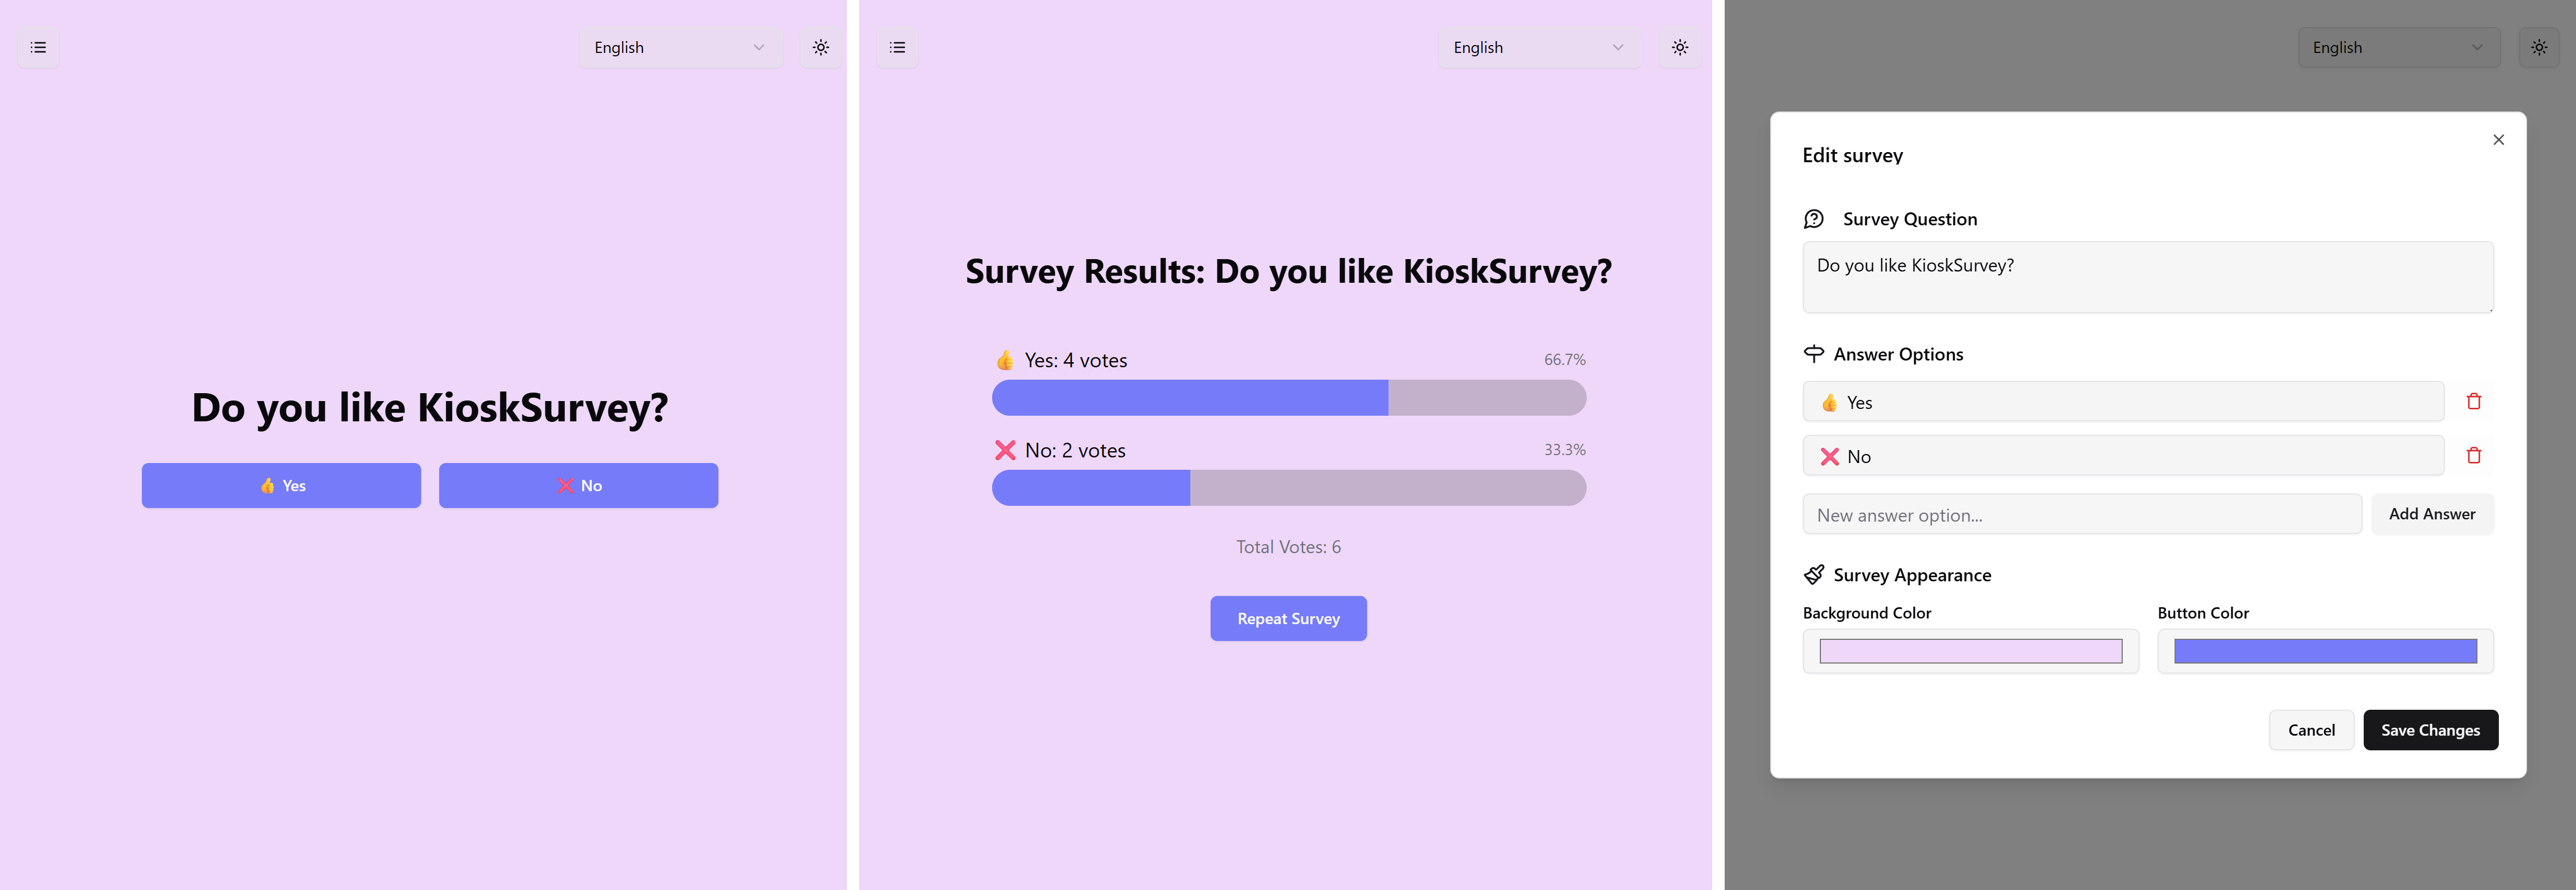 English
Do you like KioskSurvey?
👍 Yes
❌ No
English
Survey Results: Do you like KioskSurvey?
👍 Yes: 4 votes 66.7%
❌ No: 2 votes 33.3%
Total Votes: 6
Repeat Survey
English
Edit survey
Survey Question
Do you like KioskSurvey?
Answer Options
👍 Yes
❌ No
New answer option...
Add Answer
Survey Appearance
Background Color
Button Color
Cancel
Save Changes